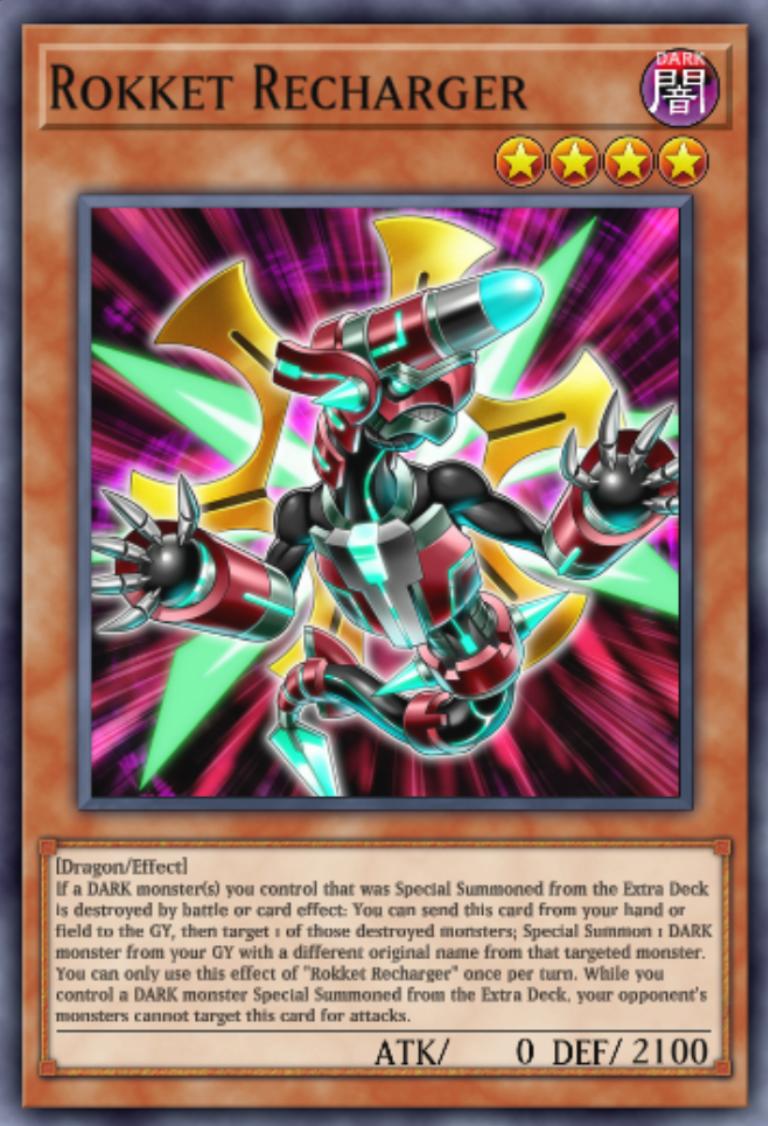 ROKKET RECHARGER
DARK
闇
[Dragon/Effect]
If a DARK monster(s) you control that was Special Summoned from the Extra Deck
is destroyed by battle or card effect: You can send this card from your hand or
field to the GY, then target 1 of those destroyed monsters; Special Summon 1 DARK
monster from your GY with a different original name from that targeted monster.
You can only use this effect of "Rokket Recharger" once per turn. While you
control a DARK monster Special Summoned from the Extra Deck, your opponent's
monsters cannot target this card for attacks.
ATK/ 0 DEF/ 2100